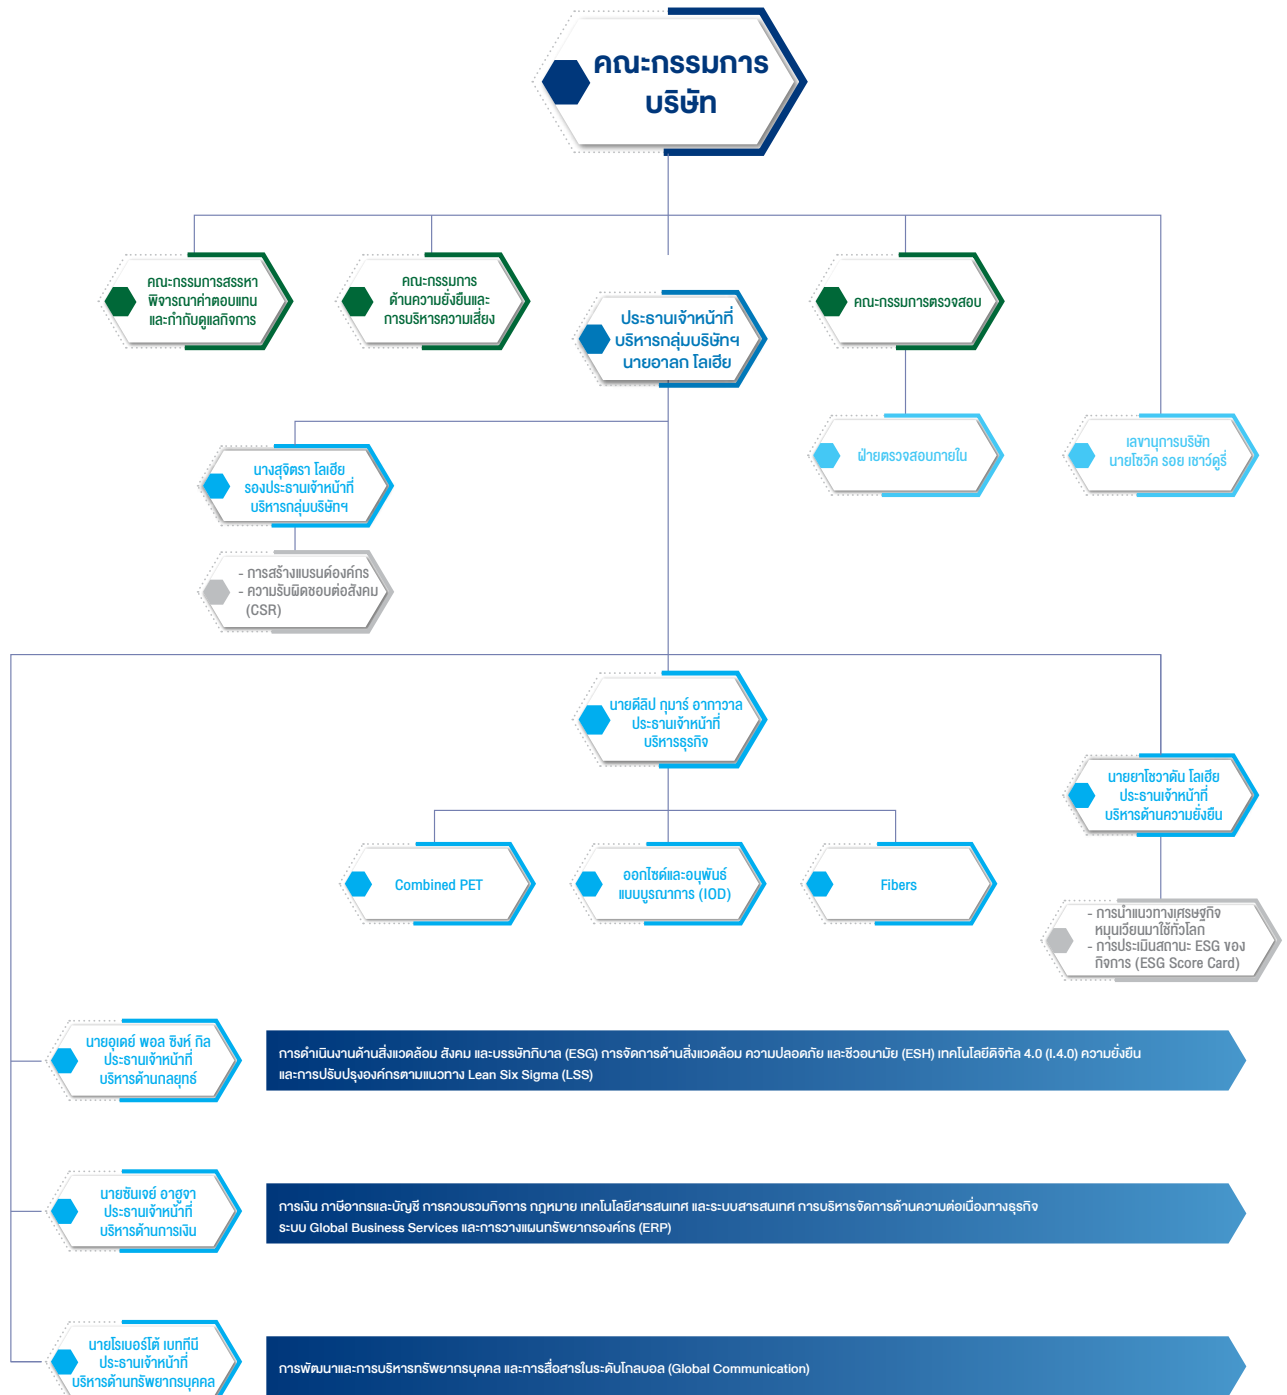 คณะกรรมการ
บริษัท
คณะกรรมการสรรหา
พิจารณาค่าตอบแทน
และกำกับดูแลกิจการ
คณะกรรมการ
ด้านความยั่งยืนและ
การบริหารความเสี่ยง
ประธานเจ้าหน้าที่
บริหารกลุ่มบริษัทฯ
นายอาลก โลเฮีย
คณะกรรมการตรวจสอบ
ฝ่ายตรวจสอบภายใน
เลขานุการบริษัท
นายโซวิค รอย เชาว์ดูรี่
นางสุจิตรา โลเฮีย
รองประธานเจ้าหน้าที่
บริหารกลุ่มบริษัทฯ
- การสร้างแบรนด์องค์กร
- ความรับผิดชอบต่อสังคม
(CSR)
นายดีลิป กุมาร์ อากาวาล
ประธานเจ้าหน้าที่
บริหารธุรกิจ
นายยาโชวาดัน โลเฮีย
ประธานเจ้าหน้าที่
บริหารด้านความยั่งยืน
Combined PET
ออกไซด์และอนุพันธ์
แบบบูรณาการ (IOD)
Fibers
- การนำแนวทางเศรษฐกิจ
หมุนเวียนมาใช้ทั่วโลก
- การประเมินสถานะ ESG ของ
กิจการ (ESG Score Card)
นายอุเดย์ พอล ซิงห์ กิล
ประธานเจ้าหน้าที่
บริหารด้านกลยุทธ์
การดำเนินงานด้านสิ่งแวดล้อม สังคม และบรรษัทภิบาล (ESG) การจัดการด้านสิ่งแวดล้อม ความปลอดภัย และชีวอนามัย (ESH) เทคโนโลยีดิจิทัล 4.0 (I.4.0) ความยั่งยืน
และการปรับปรุงองค์กรตามแนวทาง Lean Six Sigma (LSS)
นายซันเจย์ อาฮูจา
ประธานเจ้าหน้าที่
บริหารด้านการเงิน
การเงิน ภาษีอากรและบัญชี การควบรวมกิจการ กฎหมาย เทคโนโลยีสารสนเทศ และระบบสารสนเทศ การบริหารจัดการด้านความต่อเนื่องทางธุรกิจ
ระบบ Global Business Services และการวางแผนทรัพยากรองค์กร (ERP)
นายโรเบอร์โต้ เบททีนี
ประธานเจ้าหน้าที่
บริหารด้านทรัพยากรบุคคล
การพัฒนาและการบริหารทรัพยากรบุคคล และการสื่อสารในระดับโกลบอล (Global Communication)